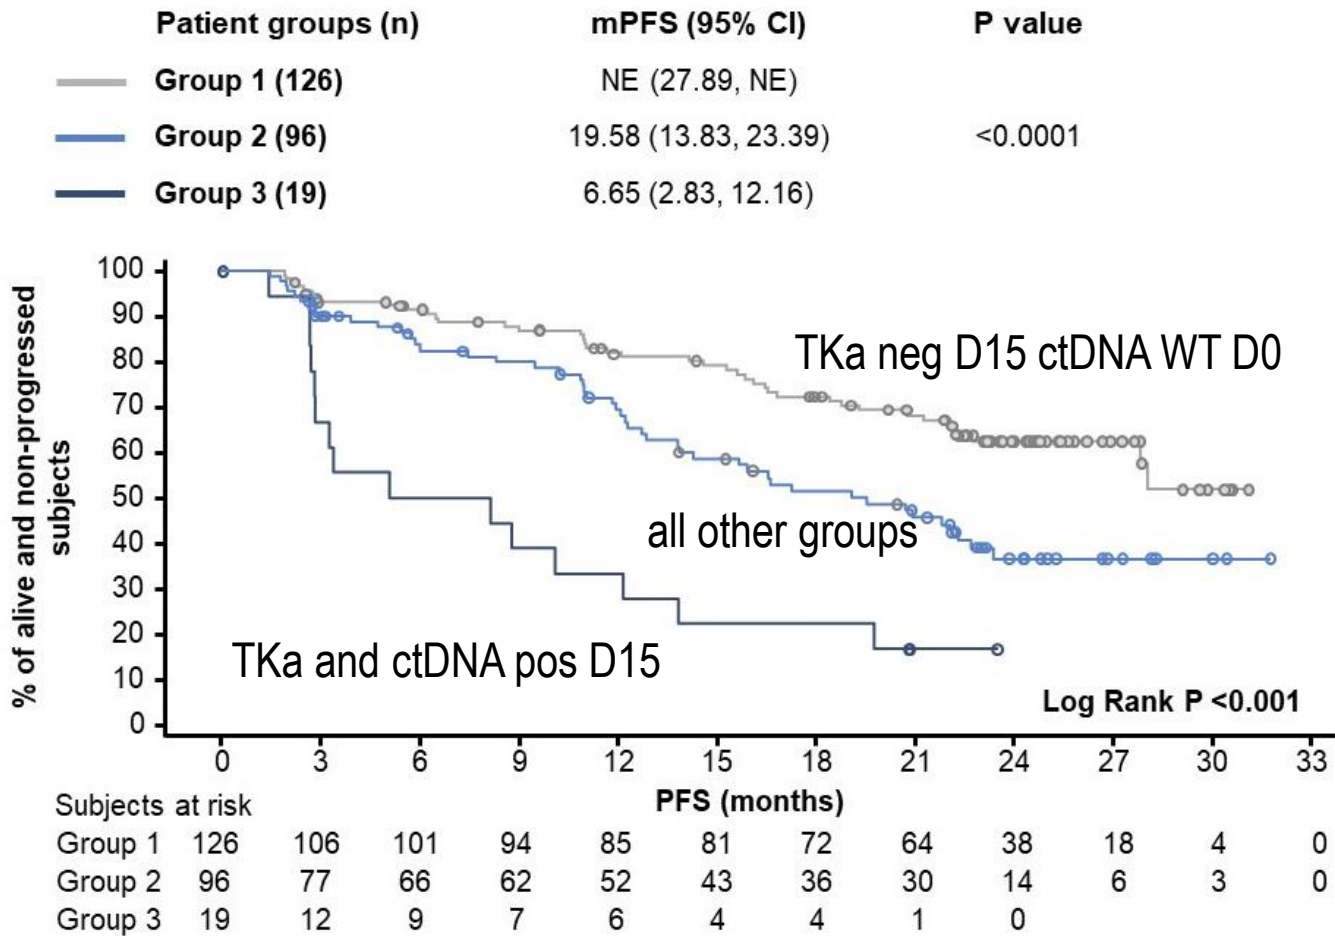 Patient groups (n) mPFS (95% CI) P value
Group 1 (126) NE (27.89, NE)
Group 2 (96) 19.58 (13.83, 23.39) <0.0001
Group 3 (19) 6.65 (2.83, 12.16)
% of alive and non-progressed
subjects
100
90
80
70
60
50
40
30
20
10
0
TKa neg D15 ctDNA WT D0
all other groups
TKa and ctDNA pos D15
Log Rank P <0.001
0 3 6 9 12 15 18 21 24 27 30 33
PFS (months)
Subjects at risk
Group 1 126 106 101 94 85 81 72 64 38 18 4 0
Group 2 96 77 66 62 52 43 36 30 14 6 3 0
Group 3 19 12 9 7 6 4 4 1 0